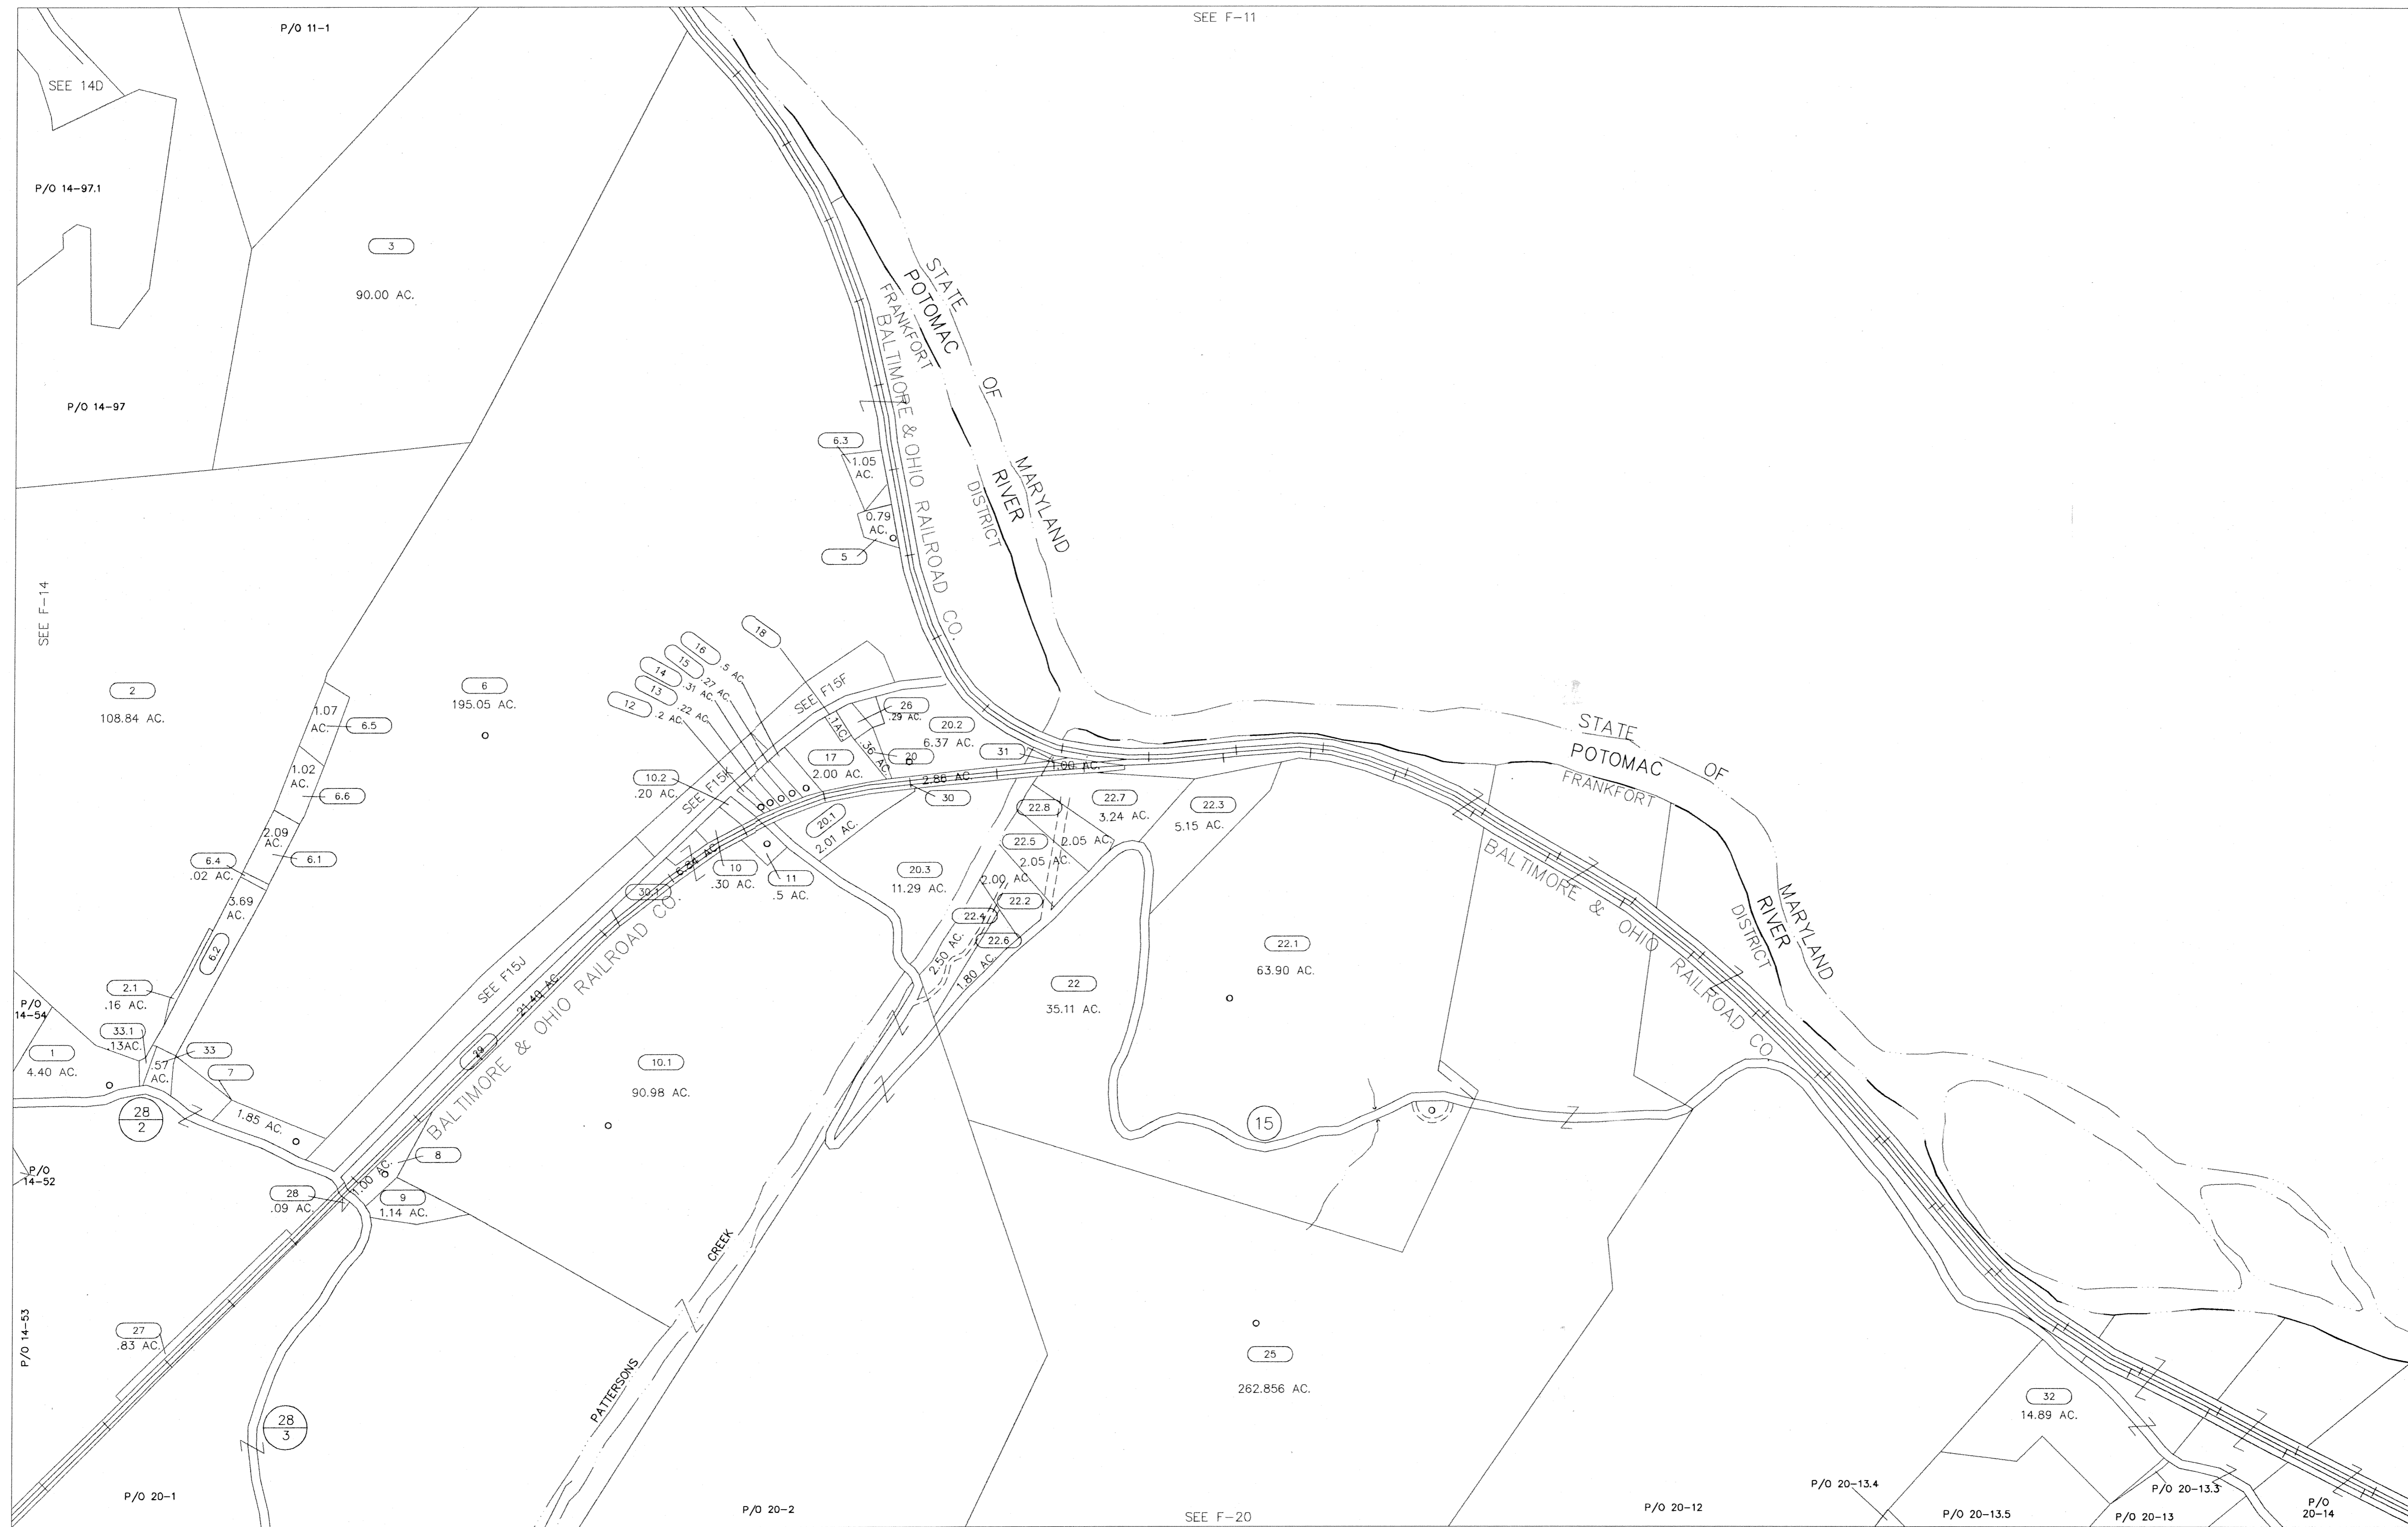 SEE F-11
P/O 11-1
SEE 14D
P/O 14-97.1
3
90.00 AC.
P/O 14-97
STATE
OF
MARYLAND
POTOMAC
RIVER
FRANKFORT
DISTRICT
BALTIMORE & OHIO RAILROAD CO.
6.3
1.05
AC.
0.79
AC.
5
SEE F-14
2
108.84 AC.
6
195.05 AC.
1.07
AC.
6.5
1.02
AC.
6.6
2.09
AC.
6.1
6.4
.02 AC.
3.69
AC.
6.2
2.1
.16 AC.
33.1
.13AC.
33
.57
AC.
P/O
14-54
1
4.40 AC.
7
1.85 AC.
28
2
P/O
14-52
18
16
.5 AC.
15
.27 AC.
14
.31 AC.
13
.22 AC.
12
.2 AC.
SEE F15F
SEE F15K
SEE F15J
.1AC.
26
.29 AC.
.36 AC.
20
20.2
6.37 AC.
17
2.00 AC.
31
1.00 AC.
2.86 AC.
30
10.2
.20 AC.
20.1
2.01 AC.
6.84 AC.
30.1
10
.30 AC.
11
.5 AC.
20.3
11.29 AC.
22.8
22.7
3.24 AC.
22.3
5.15 AC.
22.5
2.05 AC.
2.05 AC.
2.00 AC.
22.2
22.4
22.6
2.50 AC.
1.80 AC.
22
35.11 AC.
22.1
63.90 AC.
21.40 AC.
29
BALTIMORE & OHIO RAILROAD CO.
10.1
90.98 AC.
8
1.00 AC.
28
.09 AC.
9
1.14 AC.
15
STATE
OF
MARYLAND
POTOMAC
RIVER
FRANKFORT
DISTRICT
BALTIMORE & OHIO RAILROAD CO.
CREEK
PATTERSONS
27
.83 AC.
P/O 14-53
28
3
25
262.856 AC.
32
14.89 AC.
P/O 20-1
P/O 20-2
SEE F-20
P/O 20-12
P/O 20-13.4
P/O 20-13.5
P/O 20-13.3
P/O 20-13
P/O
20-14